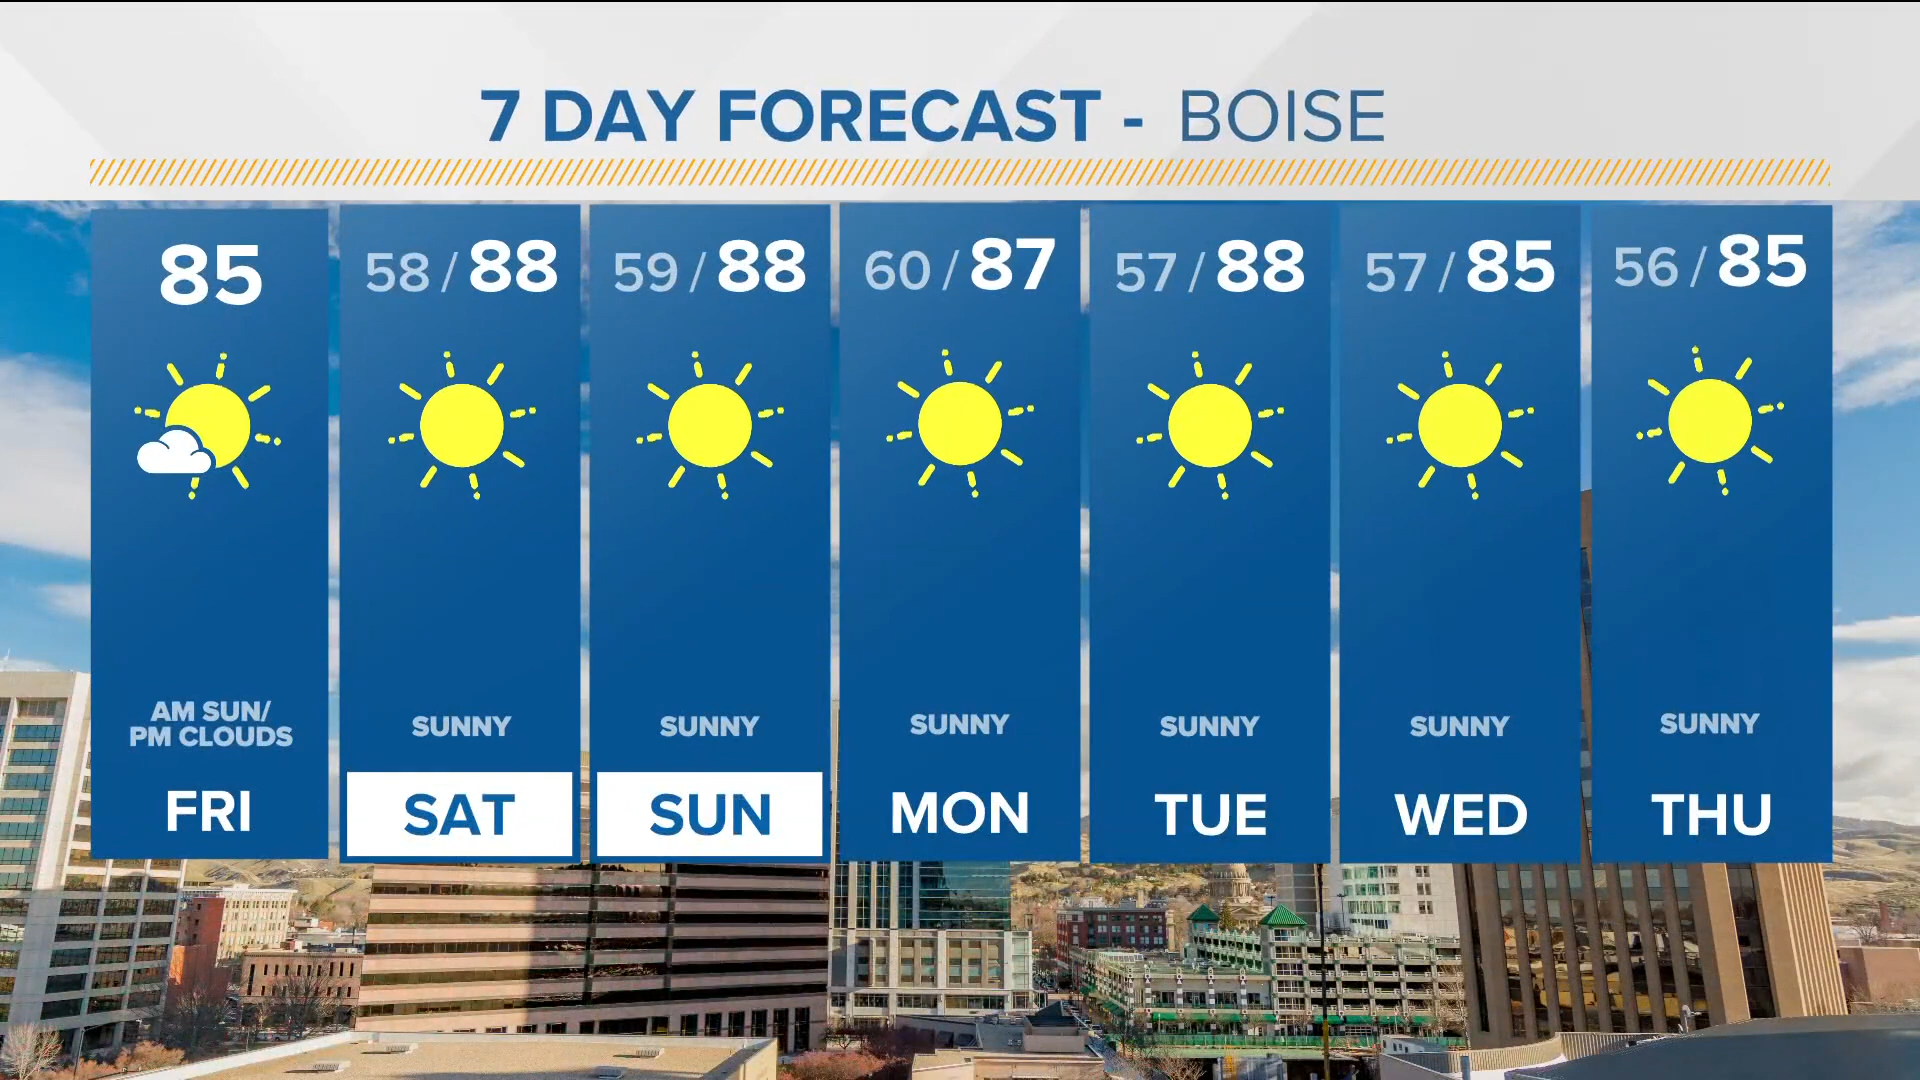 7 DAY FORECAST - BOISE
85
AM SUN/
PM CLOUDS
FRI
58 / 88
SUNNY
SAT
59 / 88
SUNNY
SUN
60 / 87
SUNNY
MON
57 / 88
SUNNY
TUE
57 / 85
SUNNY
WED
56 / 85
SUNNY
THU